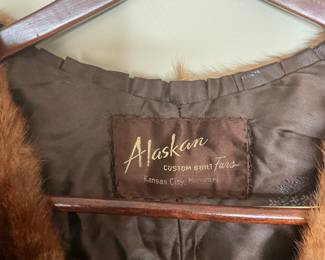 Alaskan
CUSTOM BUILT Furs
Kansas City, Missouri